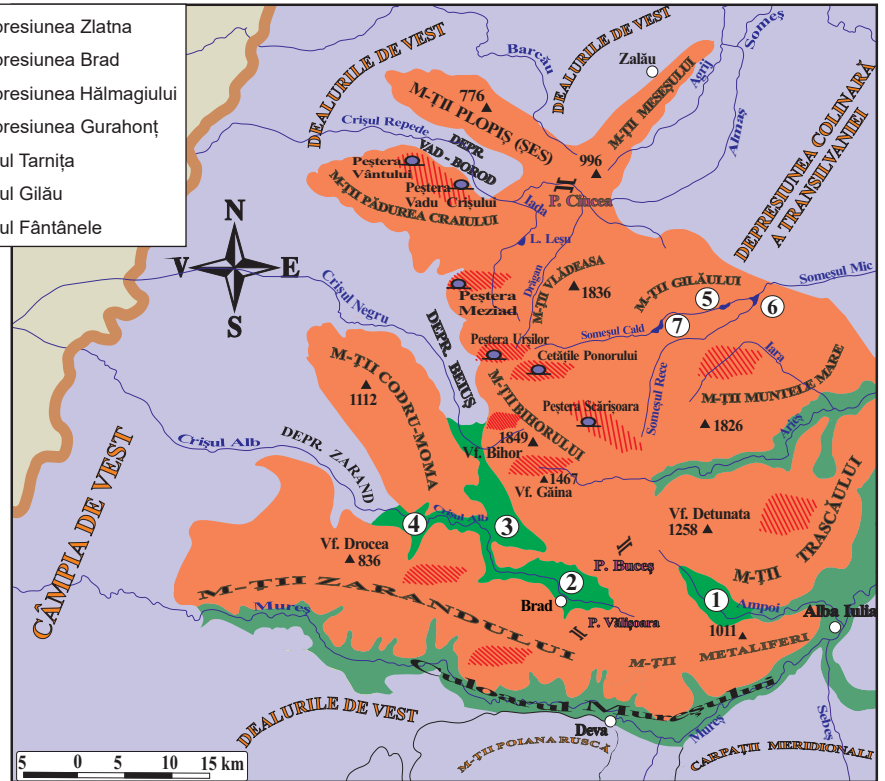 presiunea Zlatna
presiunea Brad
presiunea Hălmagiului
presiunea Gurahonț
ul Tarnița
ul Gilău
ul Fântânele
DEALURILE DE VEST
Barcău
DEALURILE DE VEST
Zalău
Someș
Agrij
Almaș
776
M-ȚII PLOPIȘ (ȘES)
M-ȚII MESEȘULUI
Crișul Repede
DEPR.
VAD - BOROD
996
DEPRESIUNEA COLINARĂ
A TRANSILVANIEI
Peștera
Vântului
Peștera
Vadu Crișului
M-ȚII PĂDUREA CRAIULUI
P. Ciucea
Iada
L. Leșu
Drăgan
N
V
E
S
M-ȚII VLĂDEASA
1836
M-ȚII GILĂULUI
Someșul Mic
5
6
7
Crișul Negru
Peștera
Meziad
Someșul Cald
Peștera Urșilor
Cetățile Ponorului
DEPR. BEIUȘ
Iara
M-ȚII CODRU-MOMA
1112
M-ȚII BIHORULUI
Peștera Scărișoara
Someșul Rece
M-ȚII MUNTELE MARE
1826
Arieș
Crișul Alb
DEPR. ZARAND
1849
Vf. Bihor
1467
Vf. Găina
CÂMPIA DE VEST
4
Crișul Alb
3
Vf. Detunata
1258
M-ȚII
TRASCĂULUI
Vf. Drocea
836
P. Buceș
2
Brad
1
Ampoi
M-ȚII ZARANDULUI
Mureș
P. Vălișoara
1011
Alba Iulia
M-ȚII METALIFERI
Culoarul Mureșului
DEALURILE DE VEST
Deva
Mureș
Sebeș
M-ȚII POIANA RUSCĂ
CARPAȚII MERIDIONALI
5 0 5 10 15 km